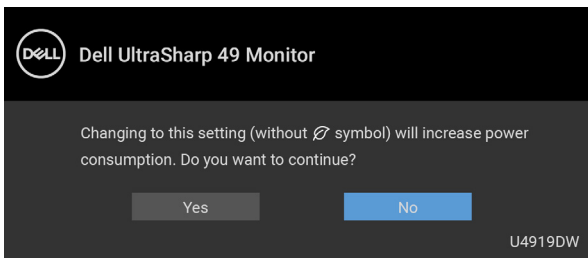 DELL Dell UltraSharp 49 Monitor
Changing to this setting (without symbol) will increase power
consumption. Do you want to continue?
Yes No
U4919DW